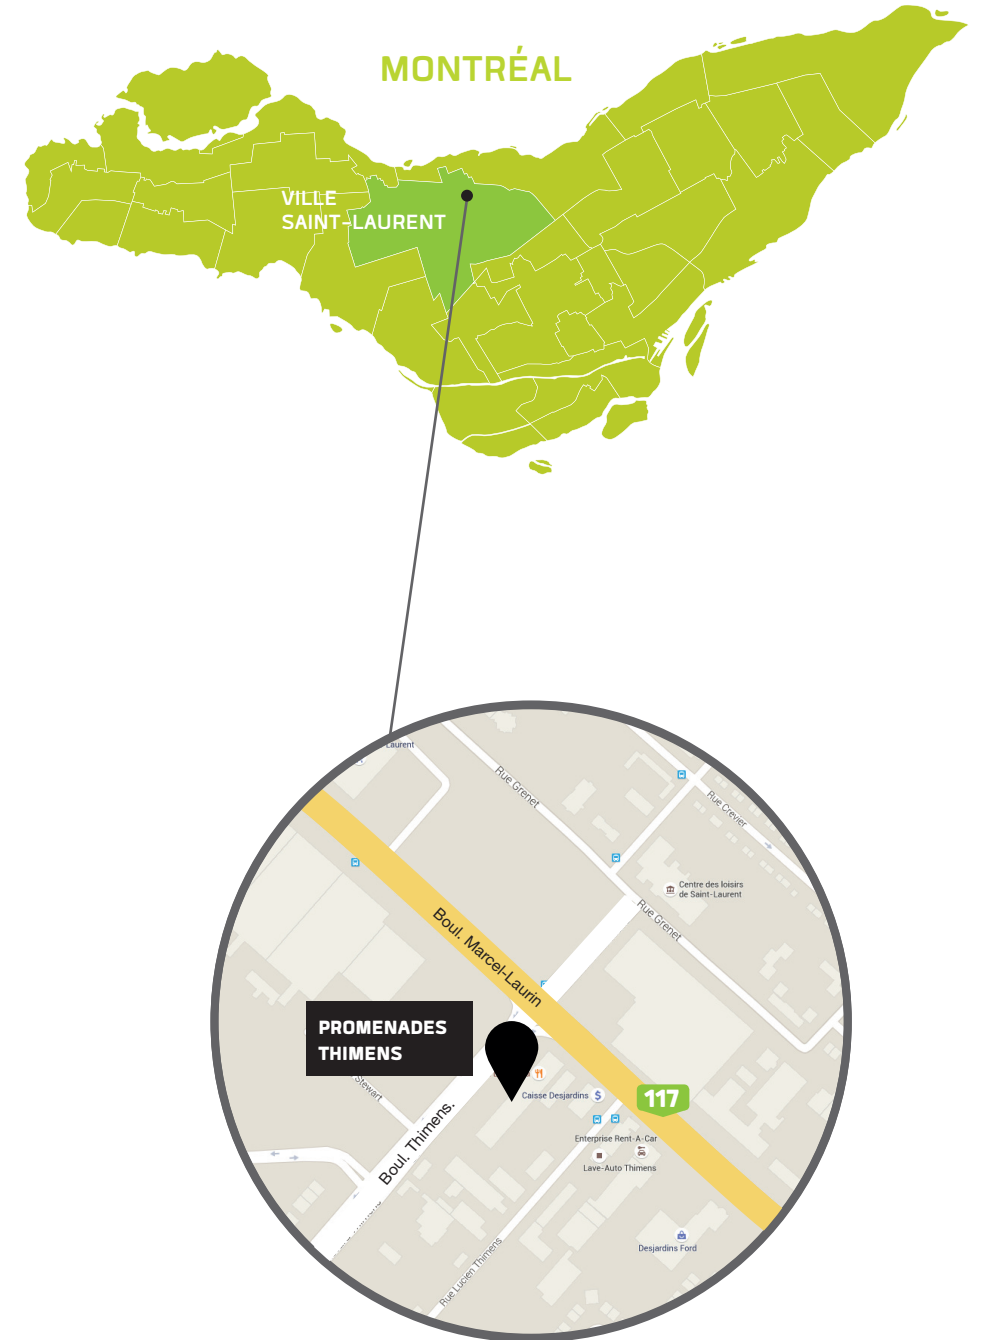 MONTRÉAL
VILLE
SAINT-LAURENT
Laurent
Rue Grenet
Rue Crevier
Centre des loisirs
de Saint-Laurent
Rue Grenet
Boul. Marcel-Laurin
PROMENADES
THIMENS
Stewart
Caisse Desjardins
$
117
Boul. Thimens.
Enterprise Rent-A-Car
Lave-Auto Thimens
Desjardins Ford
Rue Lucien Thimens